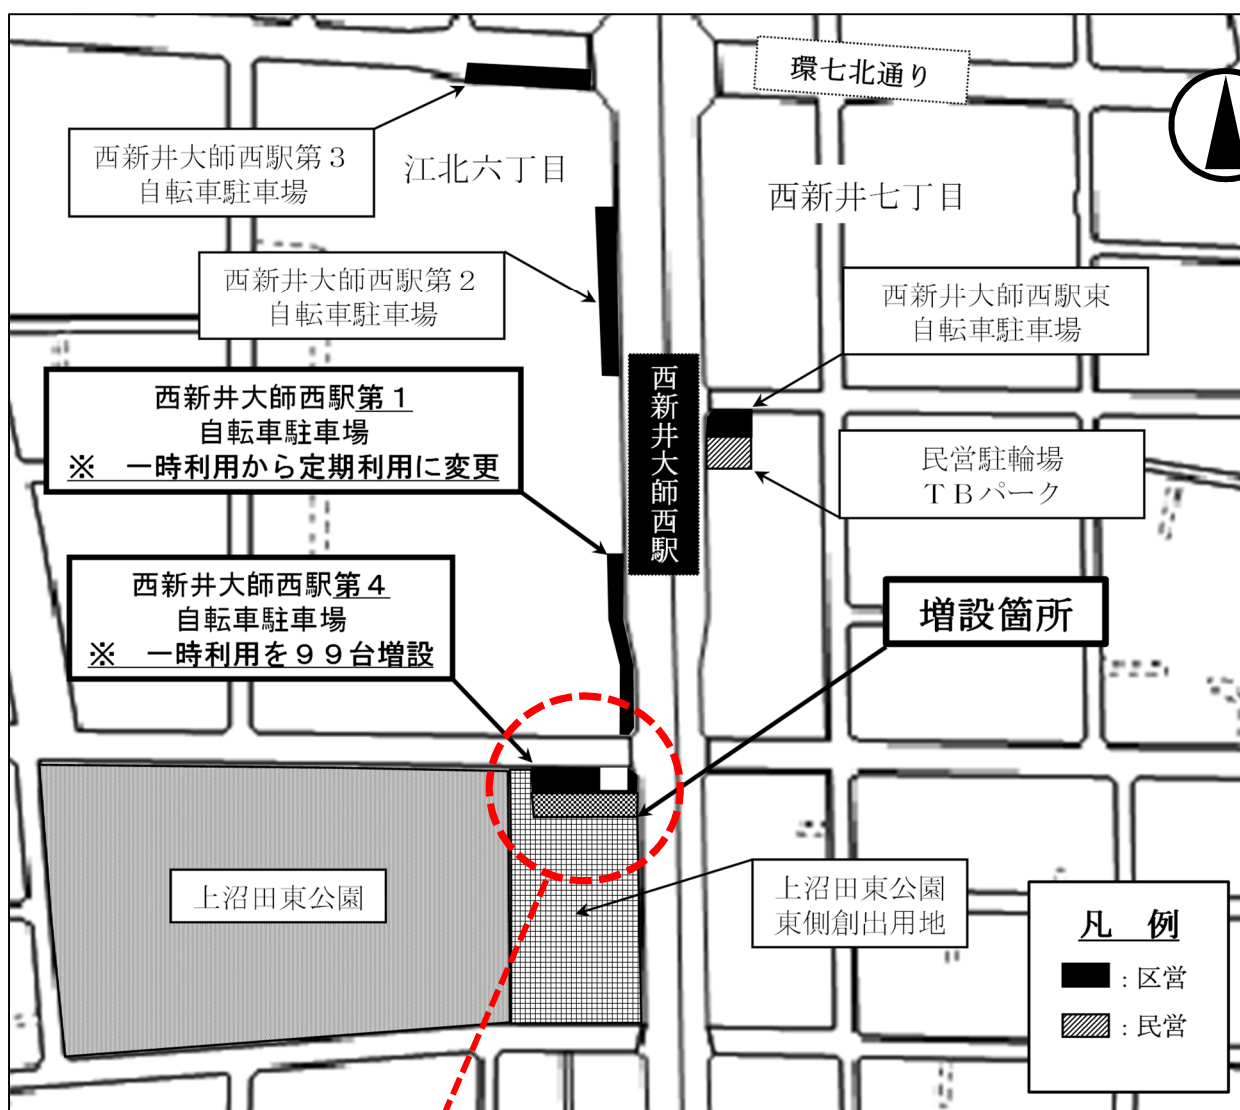 環七北通り
西新井大師西駅第３
自転車駐車場
江北六丁目
西新井七丁目
西新井大師西駅第２
自転車駐車場
西新井大師西駅東
自転車駐車場
西新井大師西駅
西新井大師西駅第１
自転車駐車場
※　一時利用から定期利用に変更
民営駐輪場
ＴＢパーク
西新井大師西駅第４
自転車駐車場
※　一時利用を９９台増設
増設箇所
上沼田東公園
上沼田東公園
東側創出用地
凡　例
：区営
：民営